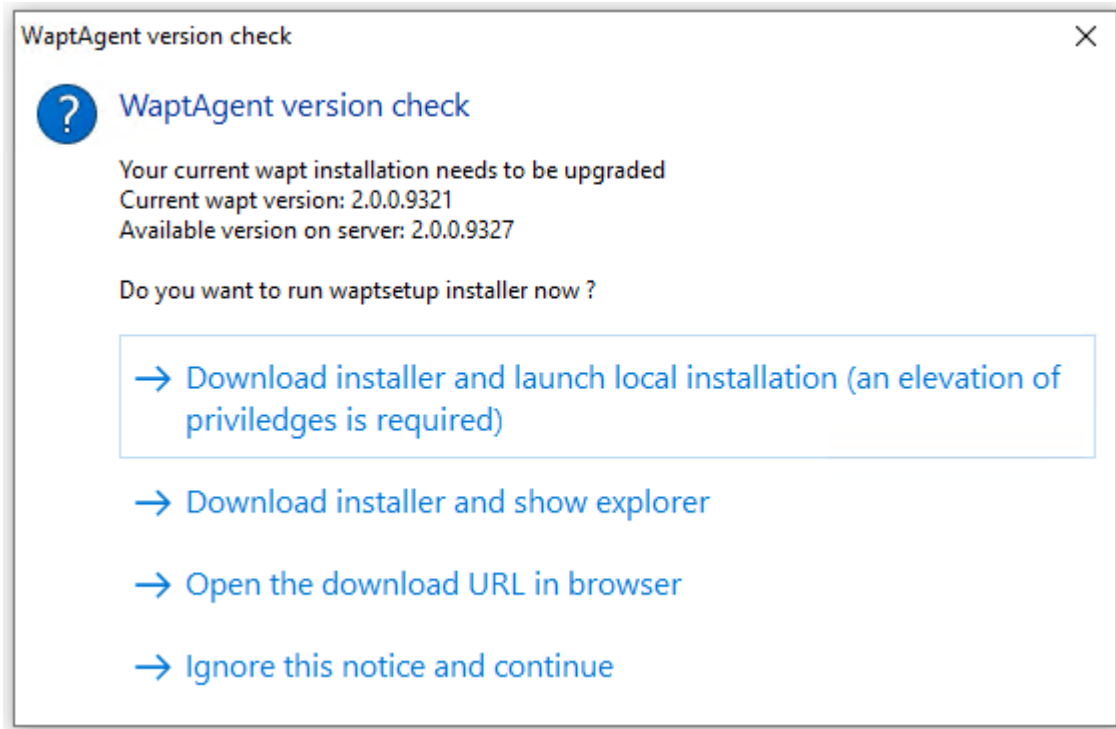 WaptAgent version check
WaptAgent version check
Your current wapt installation needs to be upgraded
Current wapt version: 2.0.0.9321
Available version on server: 2.0.0.9327
Do you want to run waptsetup installer now ?
Download installer and launch local installation (an elevation of
priviledges is required)
Download installer and show explorer
Open the download URL in browser
Ignore this notice and continue